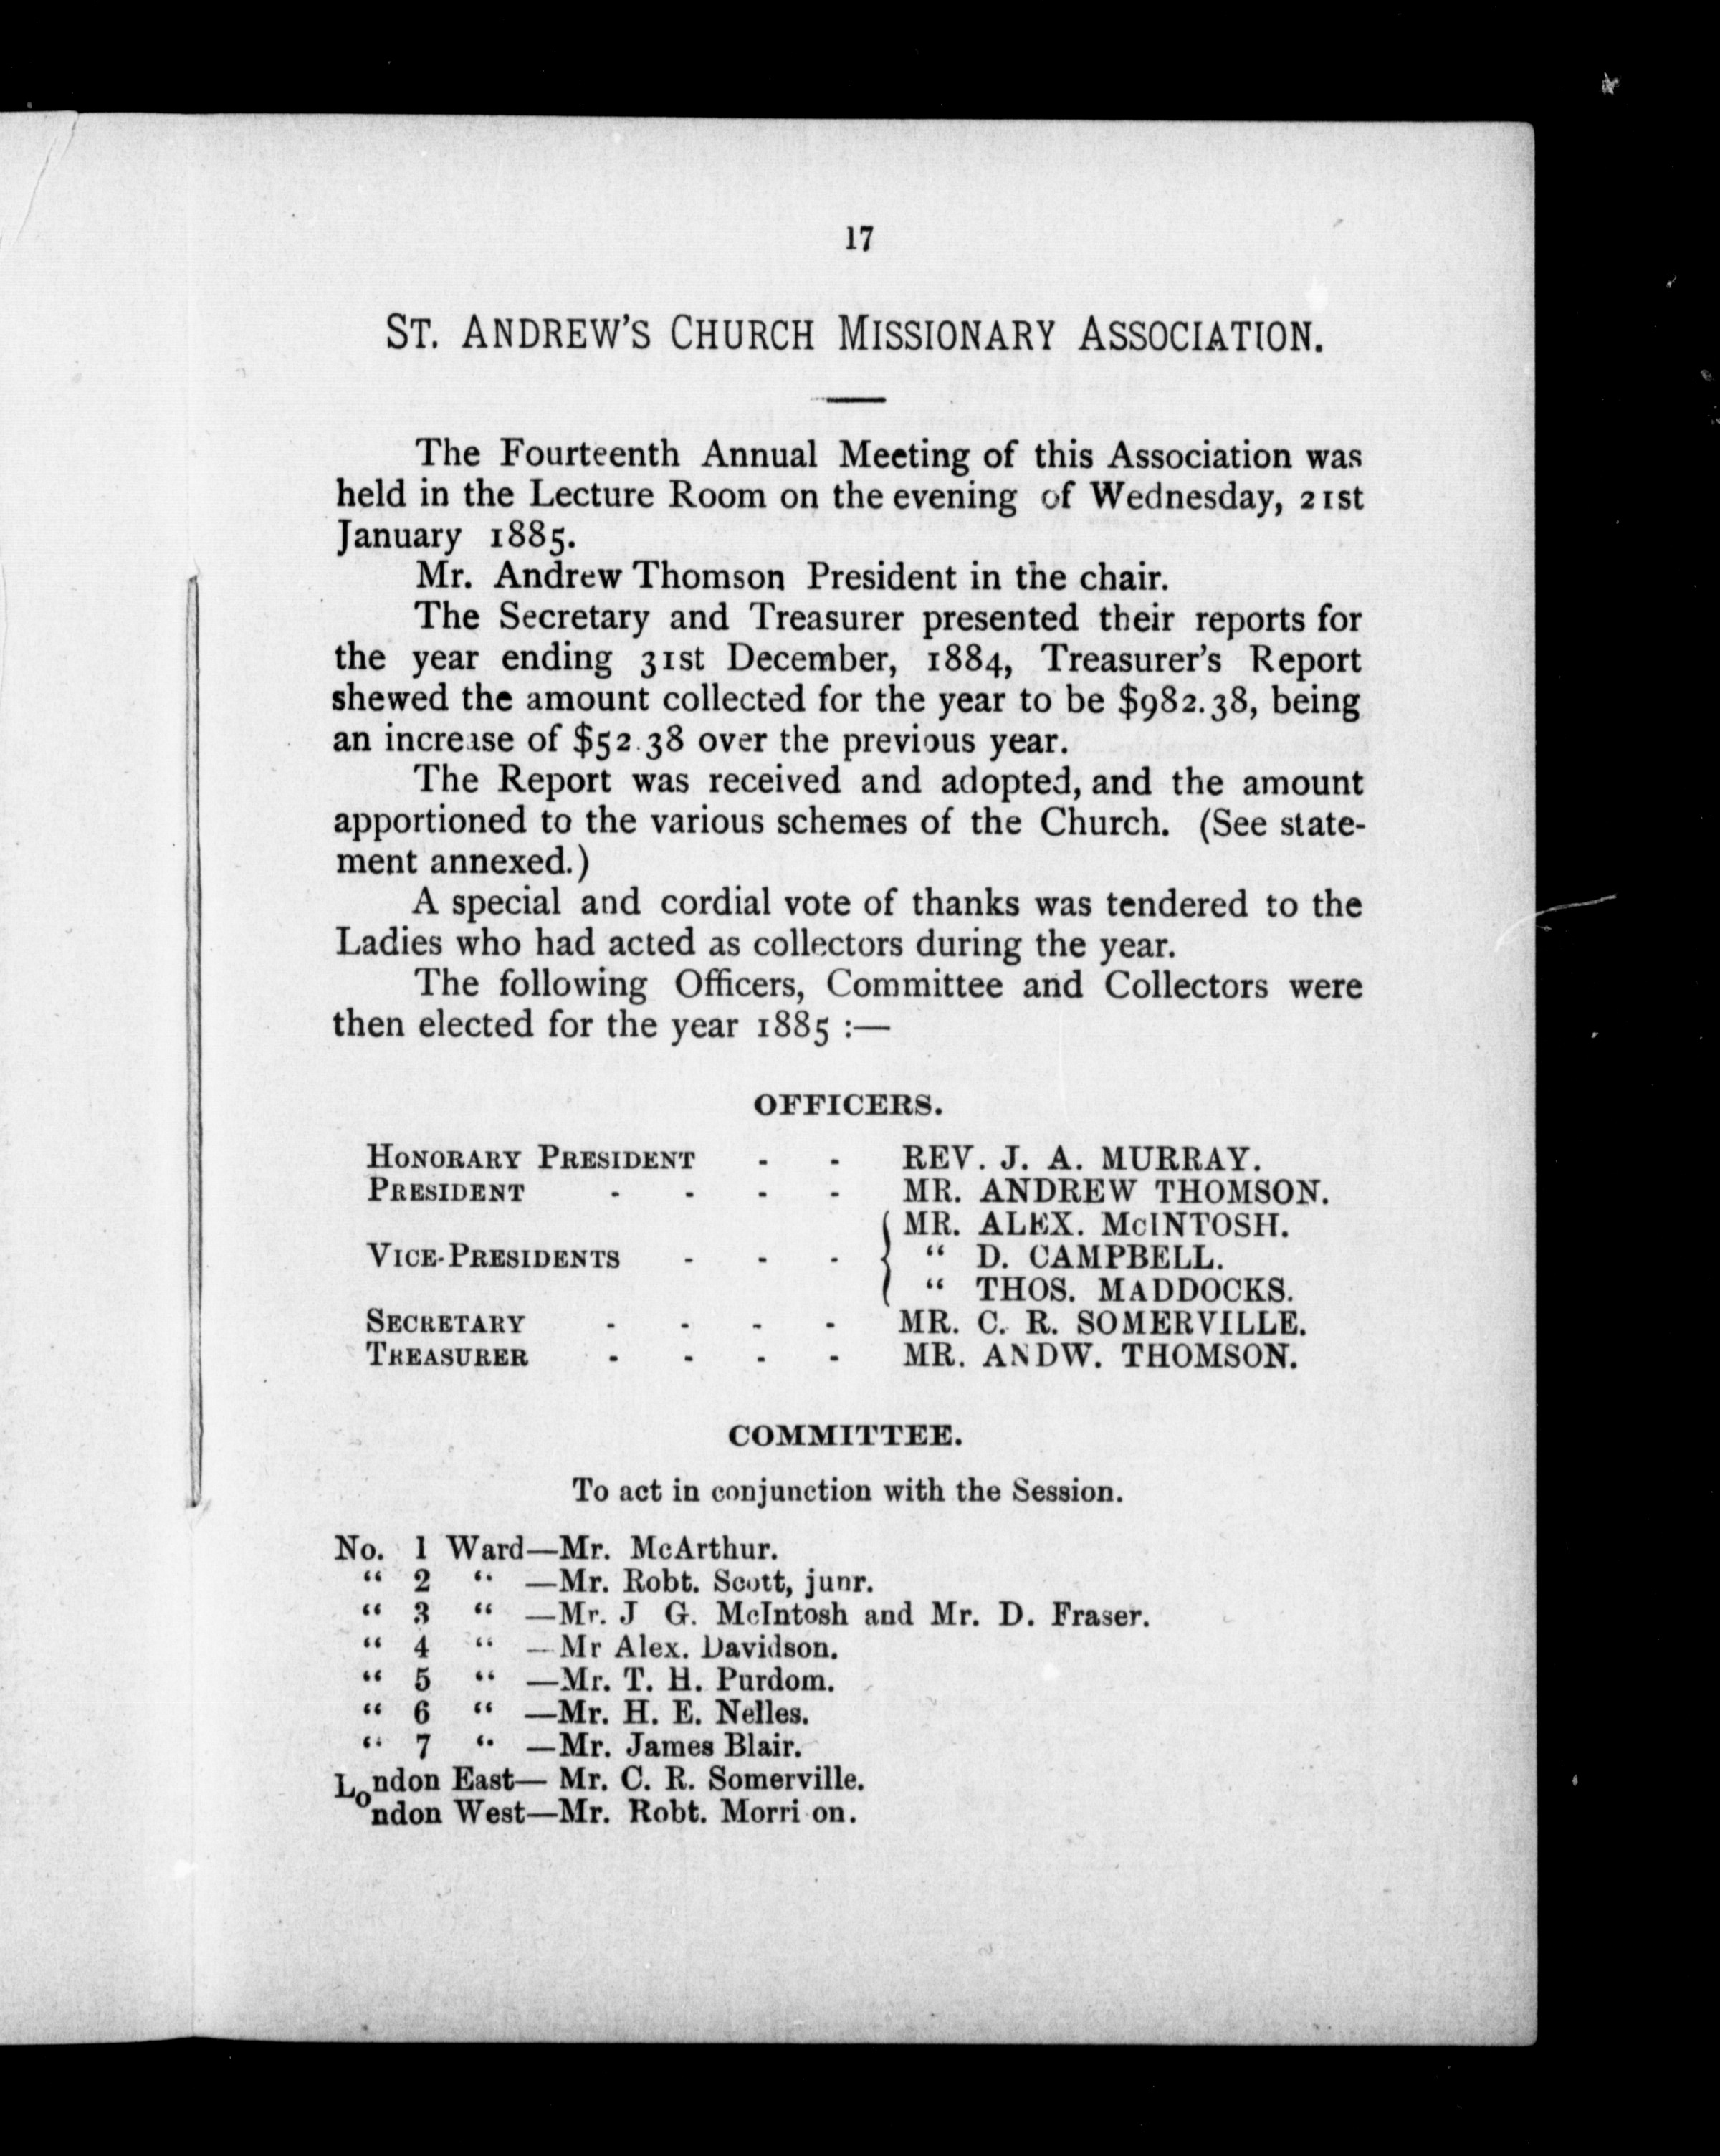 17
ST. ANDREW'S CHURCH MISSIONARY ASSOCIATION.
The Fourteenth Annual Meeting of this Association was
held in the Lecture Room on the evening of Wednesday, 21st
January 1885.
Mr. Andrew Thomson President in the chair.
The Secretary and Treasurer presented their reports for
the year ending 31st December, 1884, Treasurer's Report
shewed the amount collected for the year to be $982.38, being
an increase of $52.38 over the previous year.
The Report was received and adopted, and the amount
apportioned to the various schemes of the Church. (See state-
ment annexed.)
A special and cordial vote of thanks was tendered to the
Ladies who had acted as collectors during the year.
The following Officers, Committee and Collectors were
then elected for the year 1885 :—
OFFICERS.
HONORARY PRESIDENT - - REV. J. A. MURRAY.
PRESIDENT - - - - MR. ANDREW THOMSON.
MR. ALEX. McINTOSH.
VICE-PRESIDENTS - - - { " D. CAMPBELL.
" THOS. MADDOCKS.
SECRETARY - - - - MR. C. R. SOMERVILLE.
TREASURER - - - - MR. ANDW. THOMSON.
COMMITTEE.
To act in conjunction with the Session.
No. 1 Ward—Mr. McArthur.
" 2 " —Mr. Robt. Scott, junr.
" 3 " —Mr. J G. McIntosh and Mr. D. Fraser.
" 4 " —Mr Alex. Davidson.
" 5 " —Mr. T. H. Purdom.
" 6 " —Mr. H. E. Nelles.
" 7 " —Mr. James Blair.
London East— Mr. C. R. Somerville.
ondon West—Mr. Robt. Morri on.